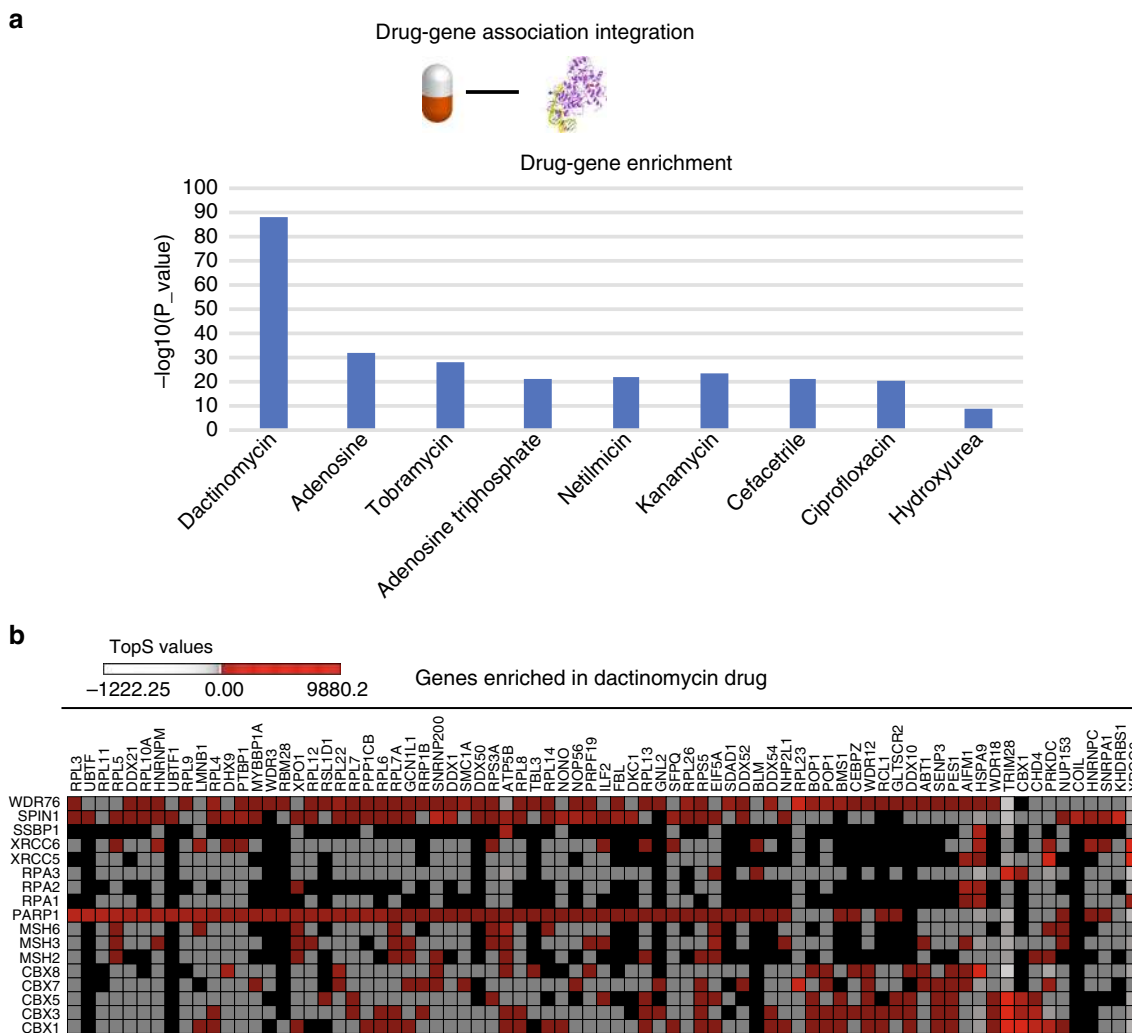 a
Drug-gene association integration
Drug-gene enrichment
–log10(P_value)
100
90
80
70
60
50
40
30
20
10
0
Dactinomycin
Adenosine
Tobramycin
Adenosine triphosphate
Netilmicin
Kanamycin
Cefacetrile
Ciprofloxacin
Hydroxyurea
b
TopS values
–1222.25 0.00 9880.2
Genes enriched in dactinomycin drug
RPL3
UBTF
RPL11
RPL5
DDX21
RPL10A
HNRNPM
UBTF1
RPL9
LMNB1
RPL4
DHX9
PTBP1
MYBBP1A
WDR3
RBM28
XPO1
RPL12
RSL1D1
RPL22
RPL7
PPP1CB
RPL6
RPL7A
GCN1L1
RRP1B
SNRNP200
DDX1
SMC1A
DDX50
RPS3A
ATP5B
RPL8
TBL3
RPL14
NONO
NOP56
PRPF19
ILF2
FBL
DKC1
RPL13
GNL2
SFPQ
RPL26
RPS5
EIF5A
SDAD1
DDX52
BLM
DDX54
NHP2L1
RPL23
BOP1
POP1
BMS1
CEBPZ
WDR12
RCL1
GLTSCR2
DDX10
ABT1
SENP3
PES1
AIFM1
HSPA9
WDR18
TRIM28
CBX1
CHD4
PRKDC
NUP153
COIL
HNRNPC
SNRPA1
KHDRBS1
WDR76
SPIN1
SSBP1
XRCC6
XRCC5
RPA3
RPA2
RPA1
PARP1
MSH6
MSH3
MSH2
CBX8
CBX7
CBX5
CBX3
CBX1